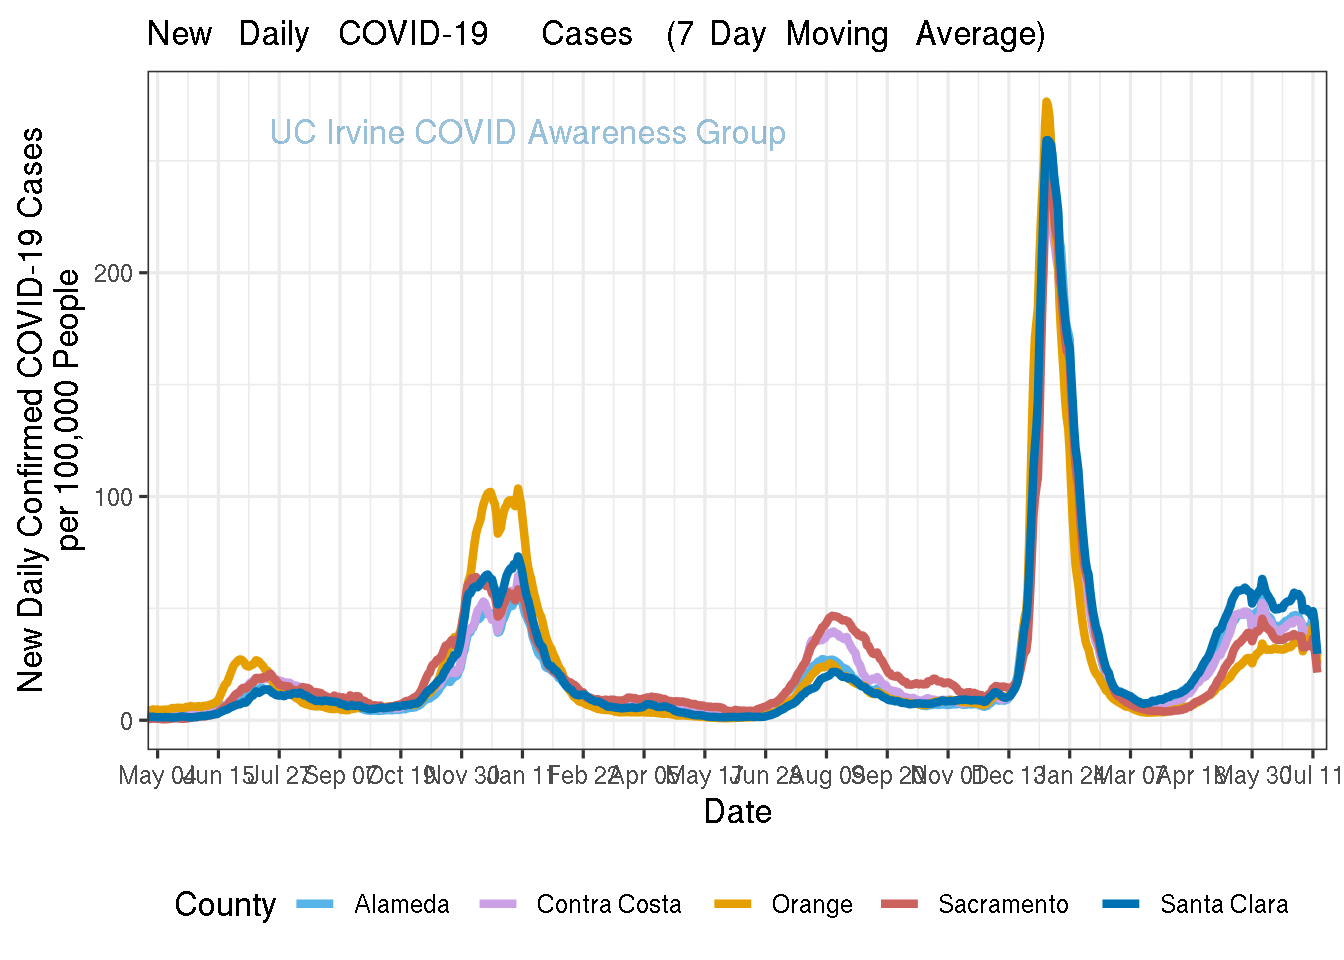 New Daily COVID-19 Cases (7 Day Moving Average)
UC Irvine COVID Awareness Group
New Daily Confirmed COVID-19 Cases
per 100,000 People
200
100
0
May 04 Jun 15 Jul 27 Sep 07 Oct 19 Nov 30 Jan 11 Feb 22 Apr 05 May 17 Jun 28 Aug 09 Sep 20 Nov 01 Dec 13 Jan 24 Mar 07 Apr 18 May 30 Jul 11
Date
County Alameda Contra Costa Orange Sacramento Santa Clara